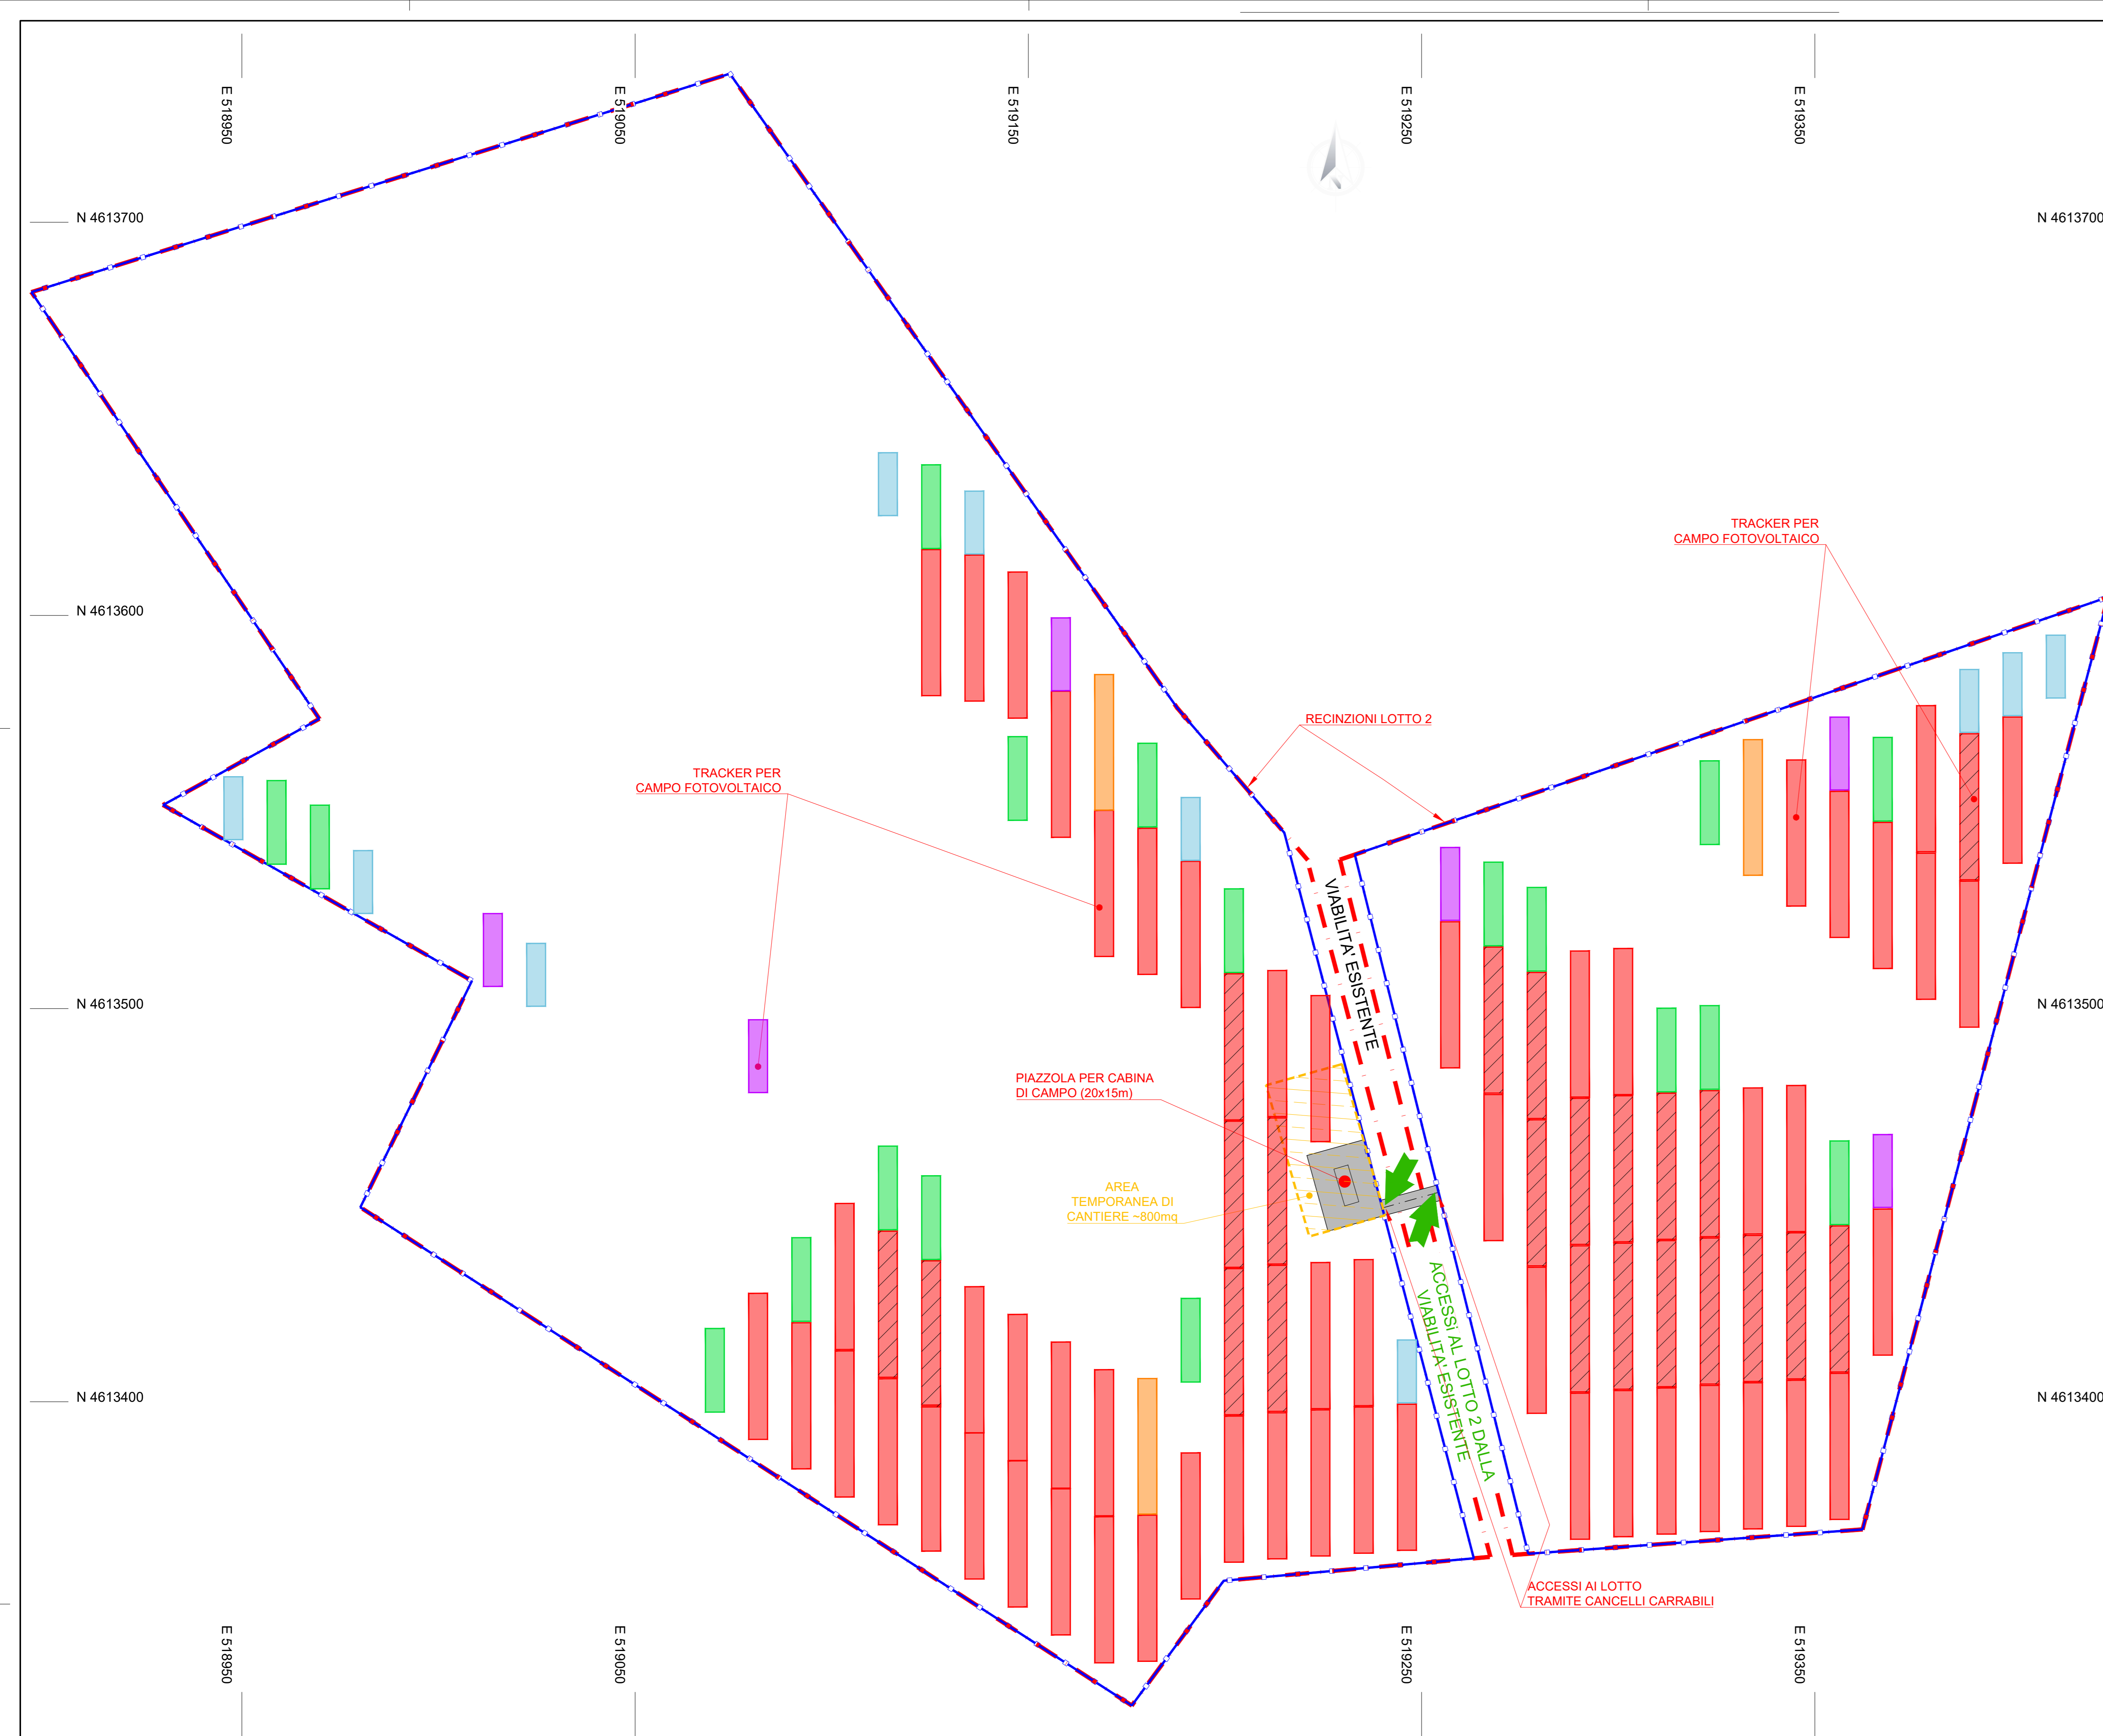 E 518950
E 519050
E 519150
E 519250
E 519350
N 4613700
N 4613700
TRACKER PER
CAMPO FOTOVOLTAICO
N 4613600
RECINZIONI LOTTO 2
TRACKER PER
CAMPO FOTOVOLTAICO
VIABILITA' ESISTENTE
N 4613500
N 4613500
PIAZZOLA PER CABINA
DI CAMPO (20x15m)
AREA
TEMPORANEA DI
CANTIERE ~800mq
ACCESSI AL LOTTO 2 DALLA
VIABILITA' ESISTENTE
N 4613400
N 4613400
ACCESSI AI LOTTO
TRAMITE CANCELLI CARRABILI
E 518950
E 519050
E 519250
E 519350